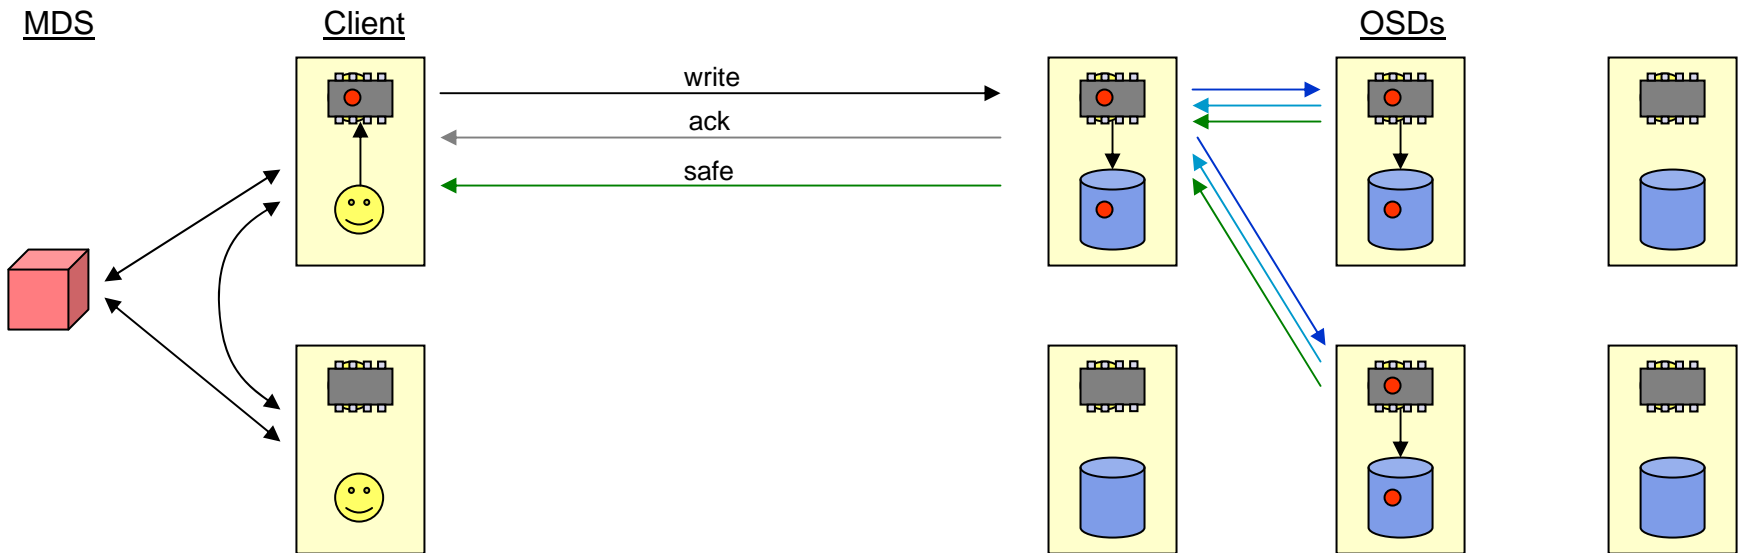 MDS
Client
OSDs
write
ack
safe